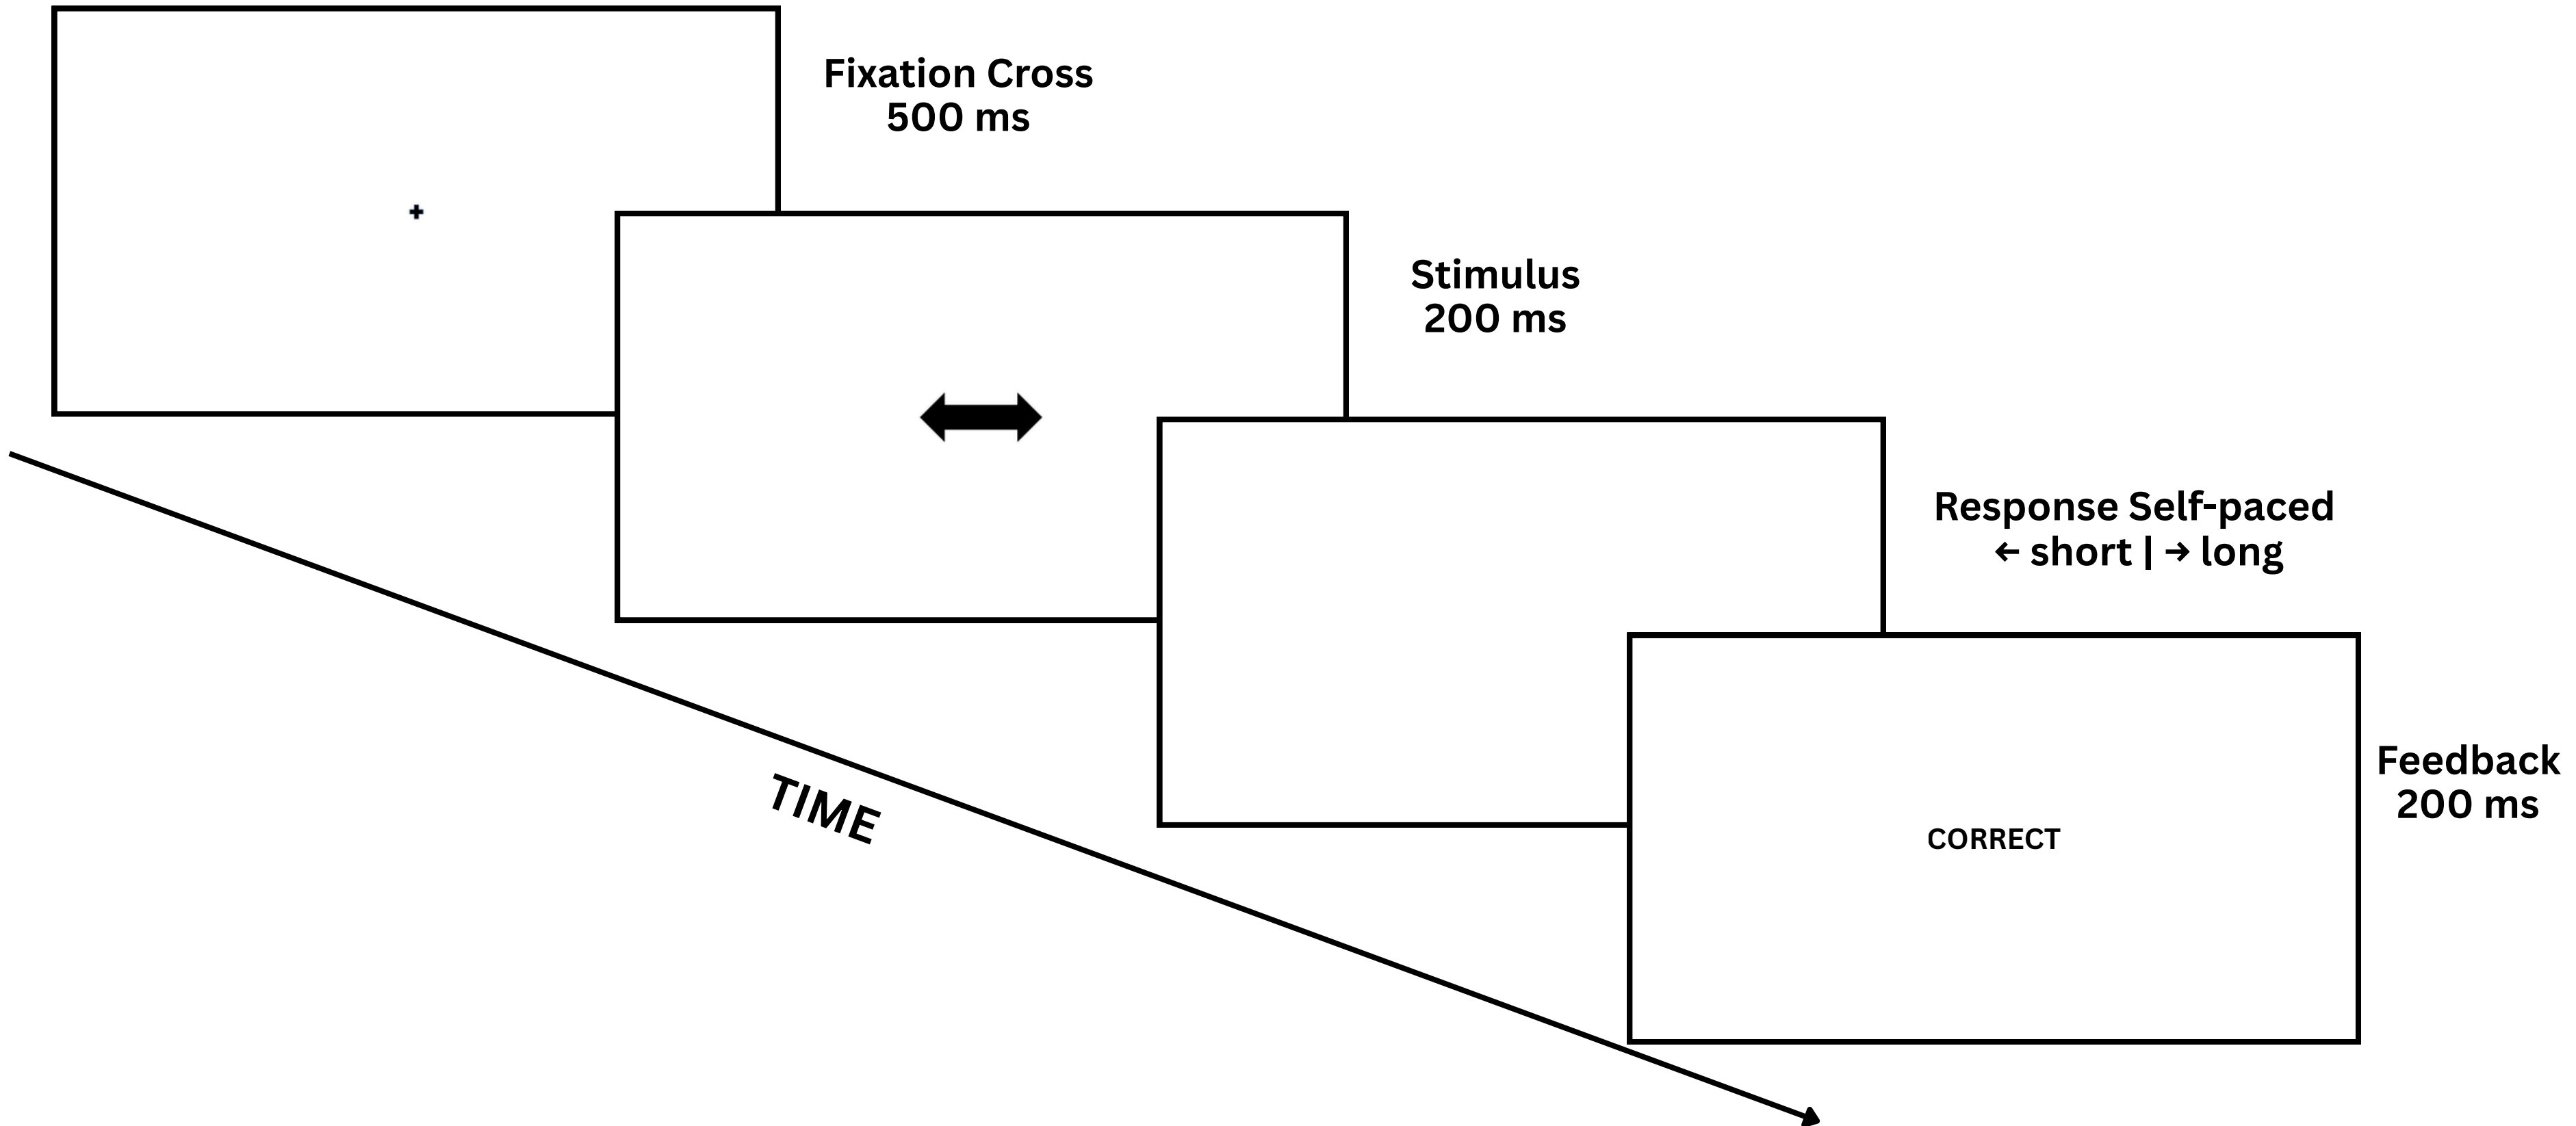 Fixation Cross
500 ms
Stimulus
200 ms
Response Self-paced
← short | → long
Feedback
200 ms
CORRECT
TIME